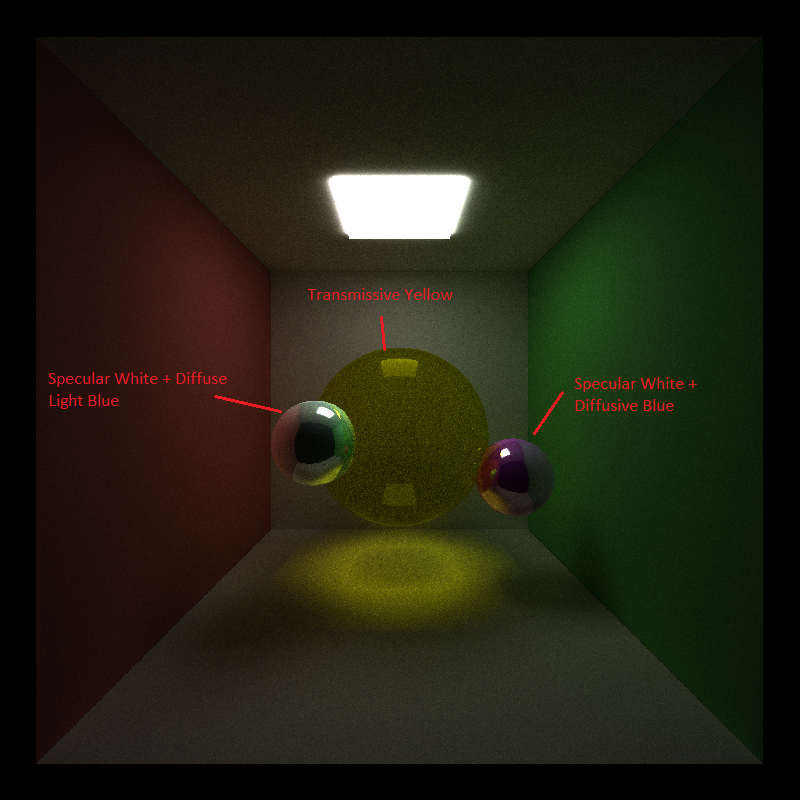 Transmissive Yellow
Specular White + Diffuse
Light Blue
Specular White +
Diffusive Blue